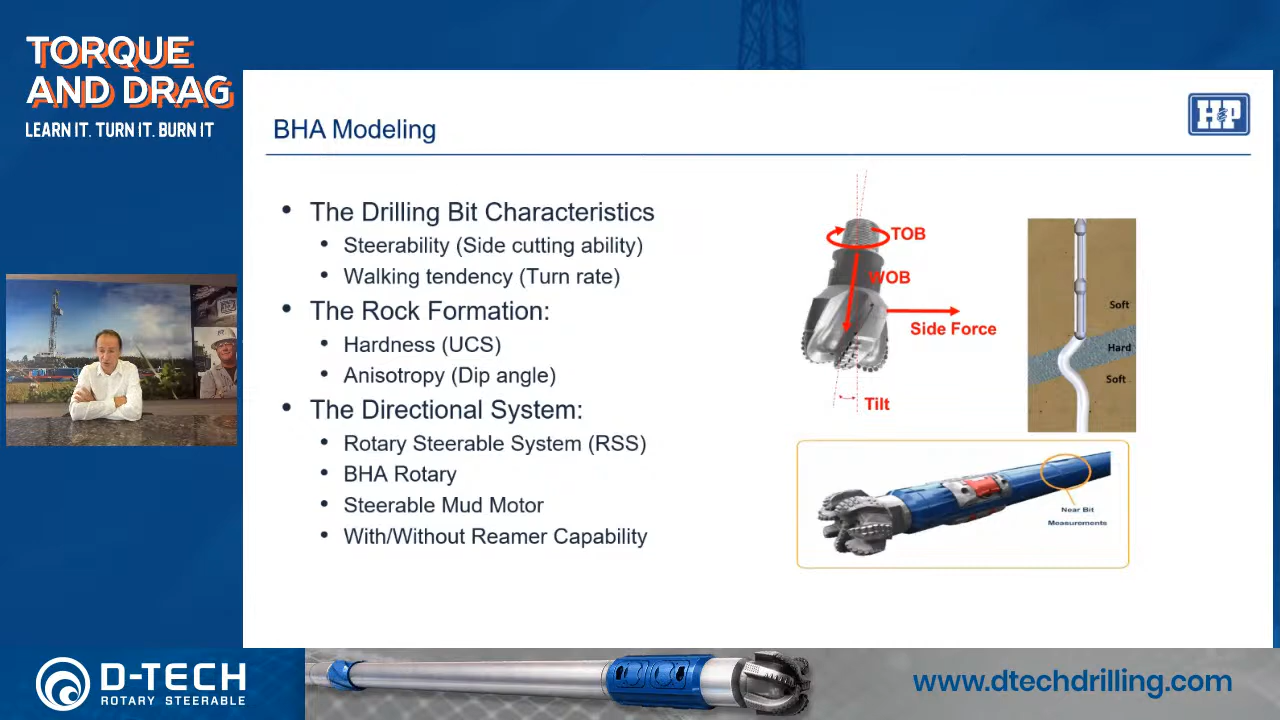 TORQUE
AND DRAG
LEARN IT. TURN IT. BURN IT
BHA Modeling
H&P
• The Drilling Bit Characteristics
• Steerability (Side cutting ability)
• Walking tendency (Turn rate)
• The Rock Formation:
• Hardness (UCS)
• Anisotropy (Dip angle)
• The Directional System:
• Rotary Steerable System (RSS)
• BHA Rotary
• Steerable Mud Motor
• With/Without Reamer Capability
TOB
WOB
Side Force
Tilt
Soft
Hard
Soft
Near Bit
Measurements
D-TECH
ROTARY STEERABLE
www.dtechdrilling.com